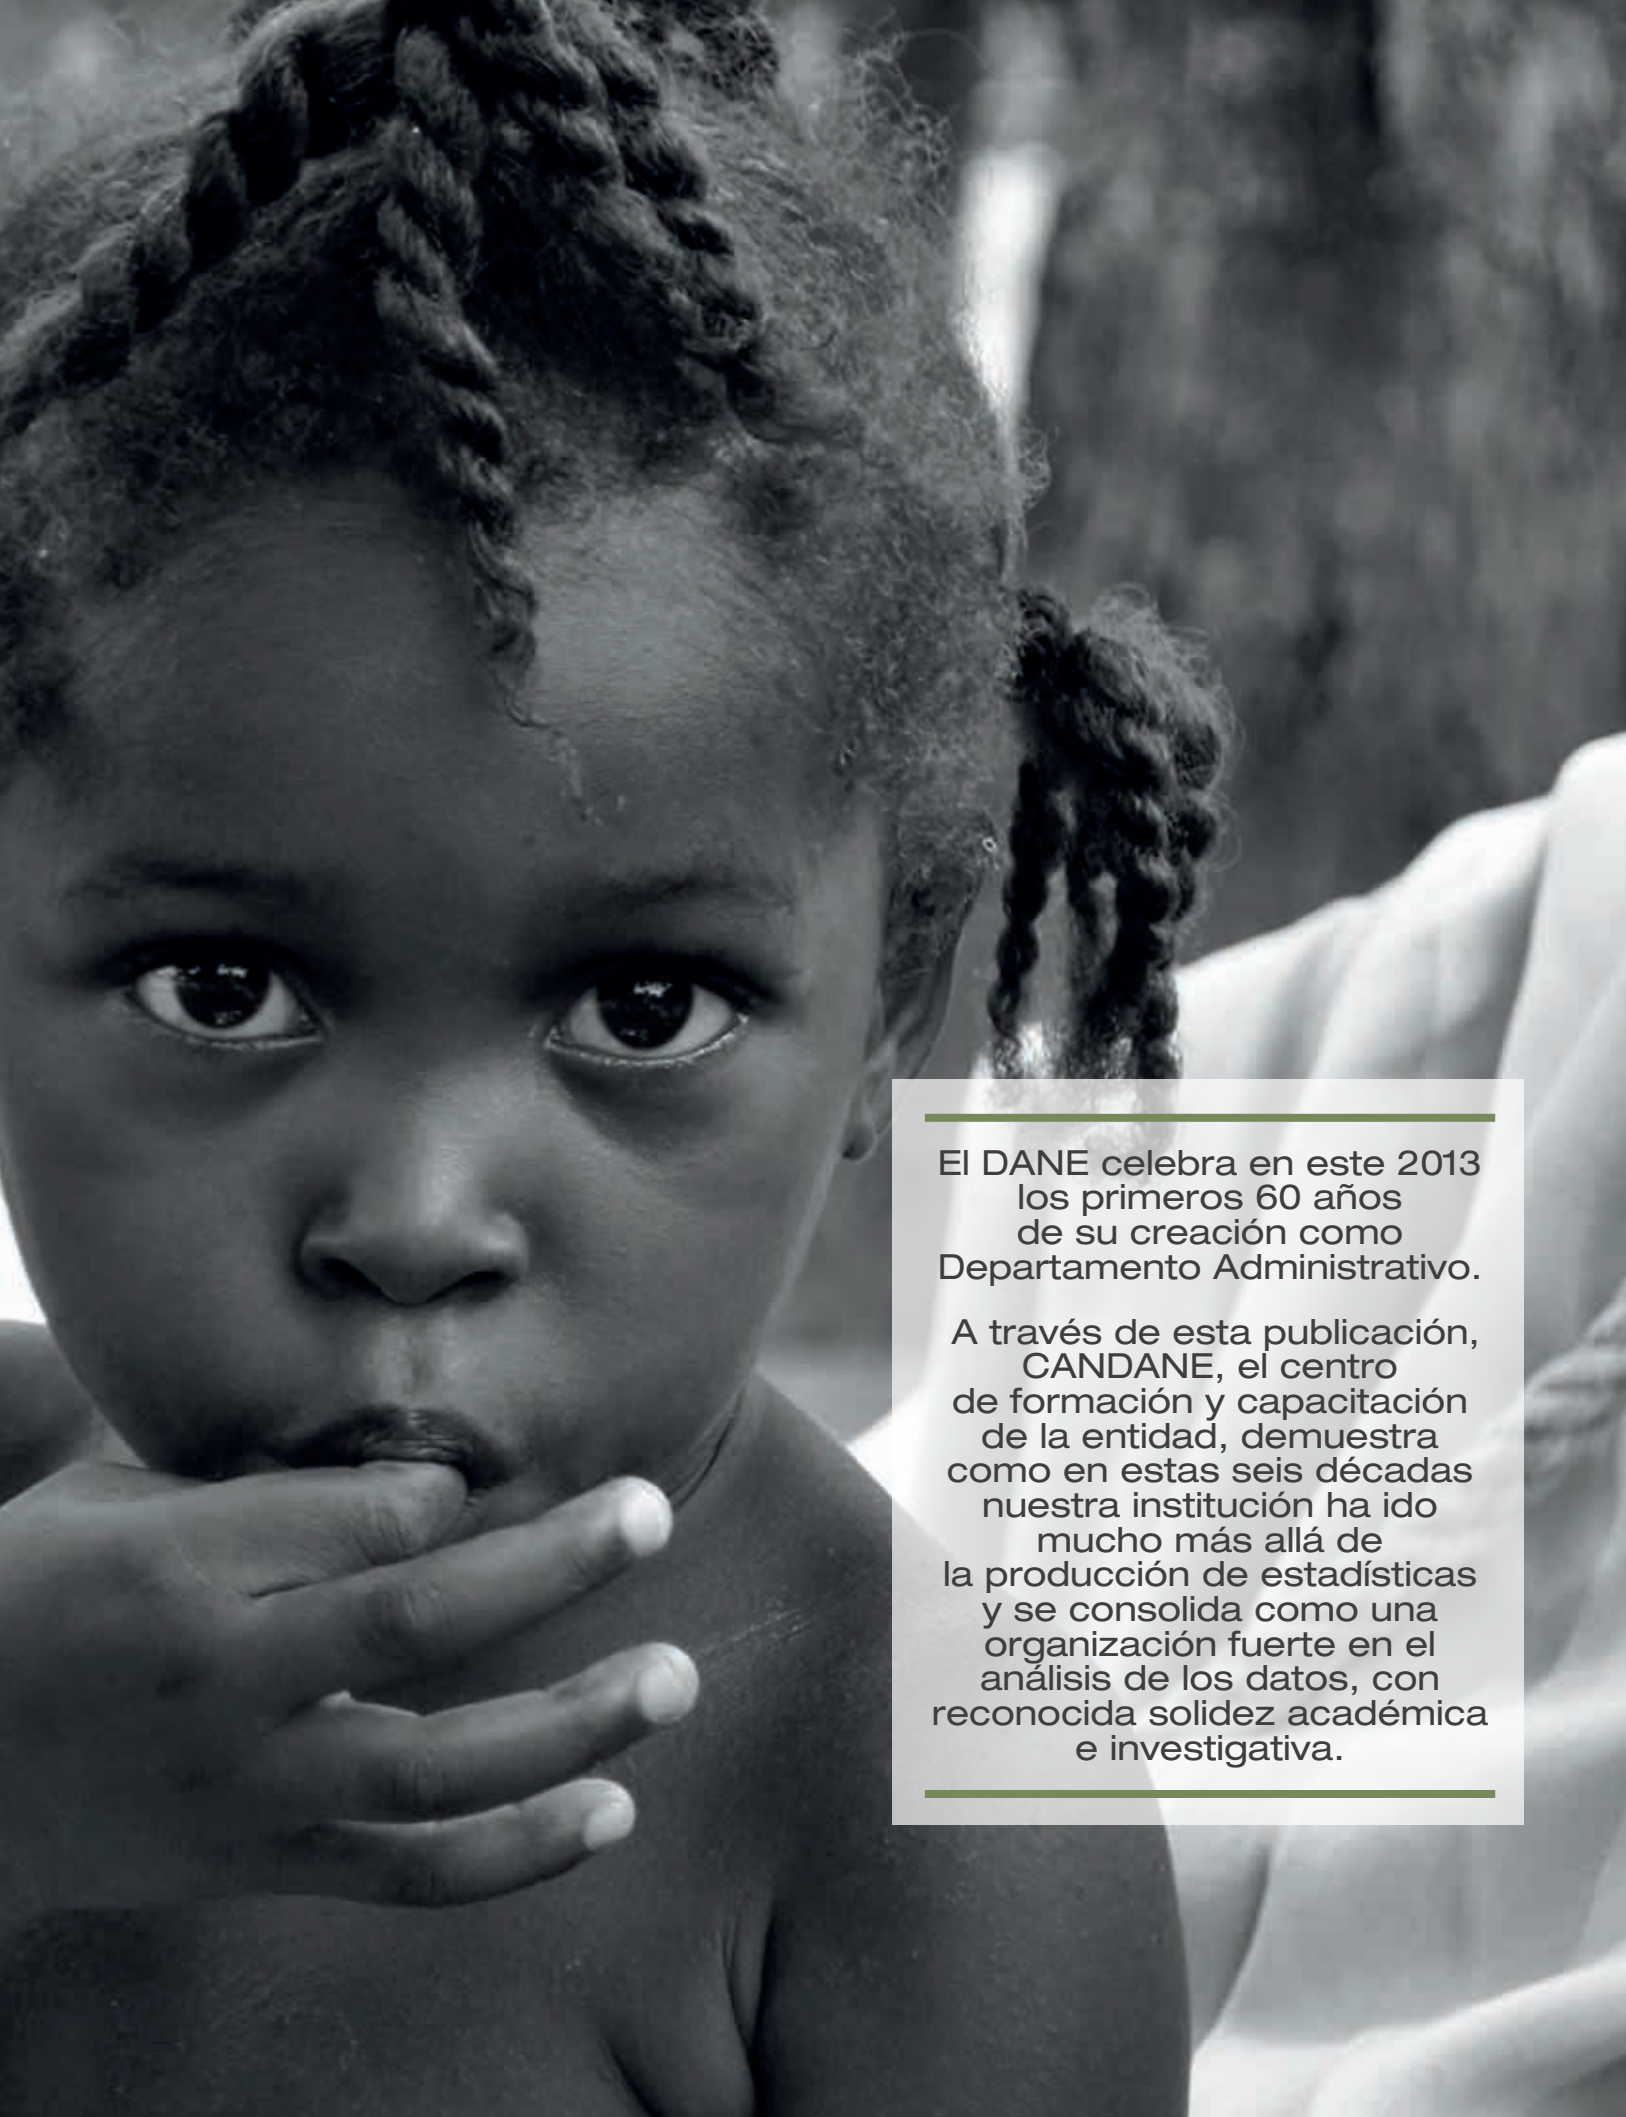 El DANE celebra en este 2013
los primeros 60 años
de su creación como
Departamento Administrativo.
A través de esta publicación,
CANDANE, el centro
de formación y capacitación
de la entidad, demuestra
como en estas seis décadas
nuestra institución ha ido
mucho más allá de
la producción de estadísticas
y se consolida como una
organización fuerte en el
análisis de los datos, con
reconocida solidez académica
e investigativa.